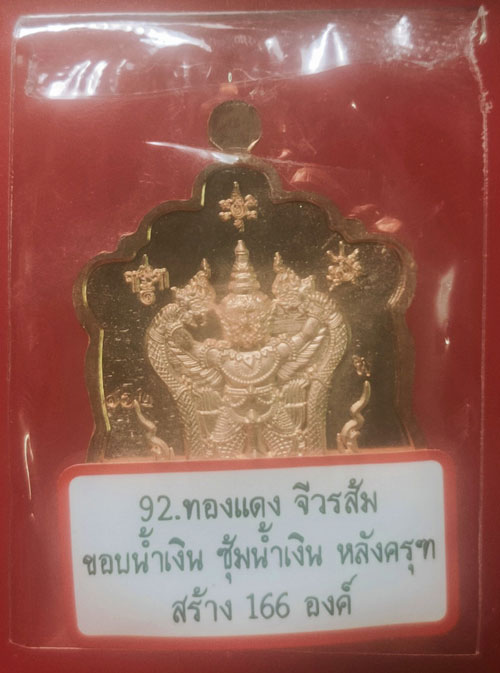 92.ทองแดง จีวรส้ม
ขอบน้ำเงิน ซุ้มน้ำเงิน หลังครุฑ
สร้าง 166 องค์